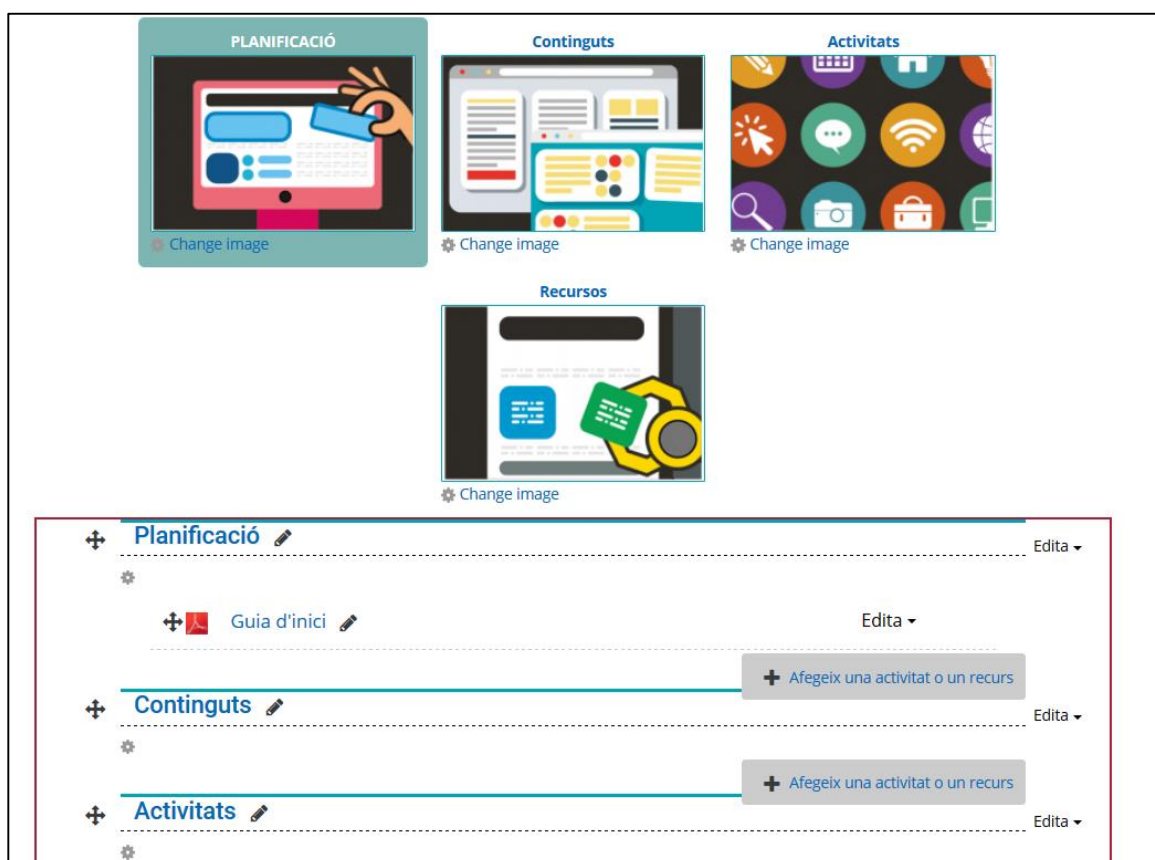 PLANIFICACIÓ Continguts Activitats
Change image Change image Change image
Recursos
Change image
Planificació Edita
Guia d'inici Edita
Afegeix una activitat o un recurs
Continguts Edita
Afegeix una activitat o un recurs
Activitats Edita